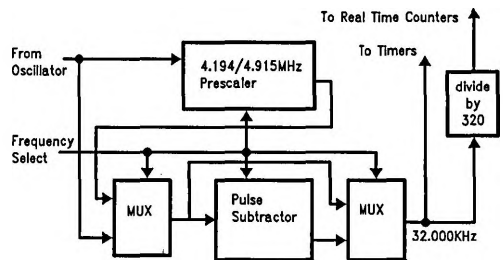 To Real Time Counters
To Timers
From
Oscillator
4.194/4.915MHz
Prescaler
divide
by
320
Frequency
Select
MUX
Pulse
Subtractor
MUX
32.000KHz